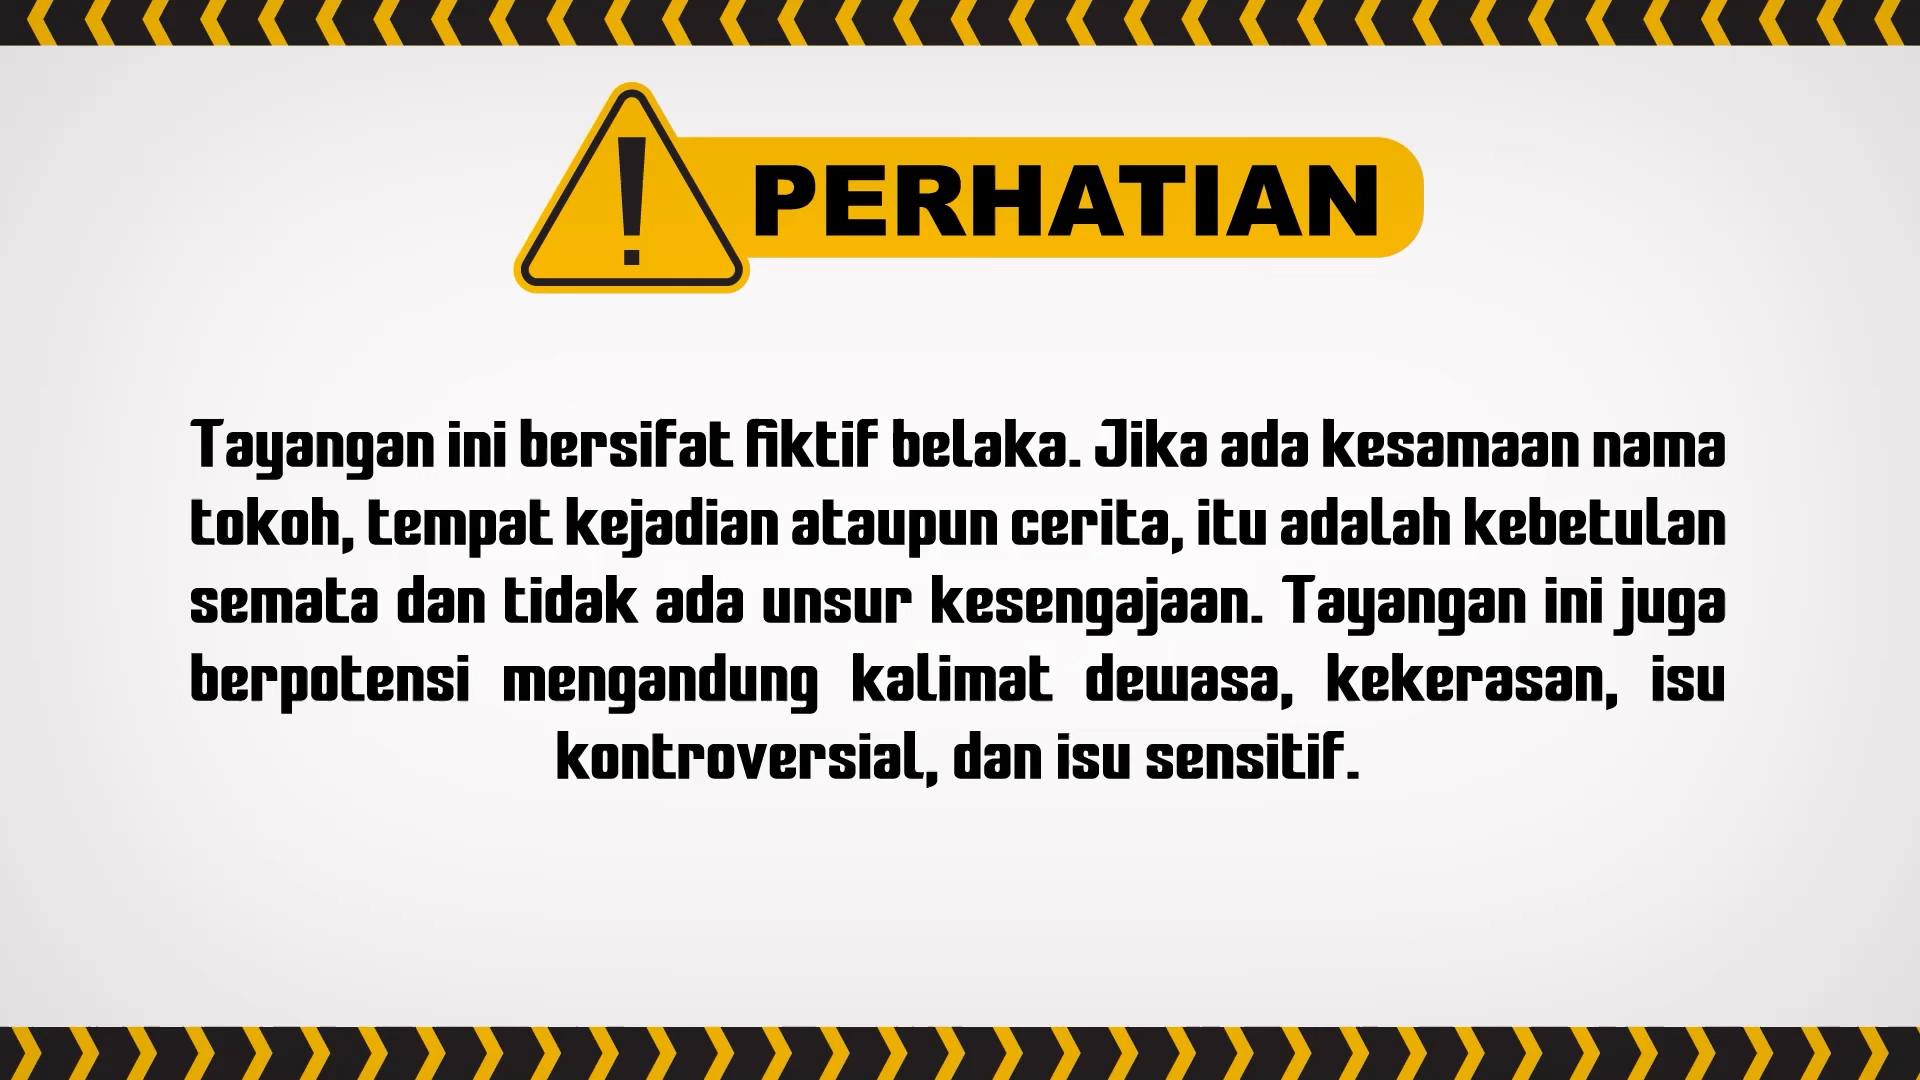 PERHATIAN
Tayangan ini bersifat fiktif belaka. Jika ada kesamaan nama
tokoh, tempat kejadian ataupun cerita, itu adalah kebetulan
semata dan tidak ada unsur kesengajaan. Tayangan ini juga
berpotensi mengandung kalimat dewasa, kekerasan, isu
kontroversial, dan isu sensitif.